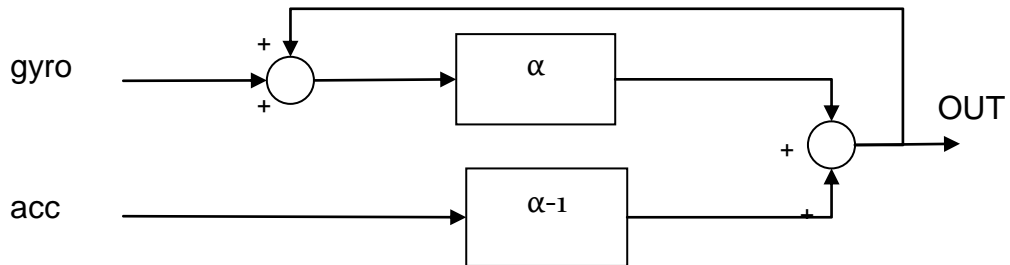 +
gyro
α
+
OUT
+
acc
α-1
+